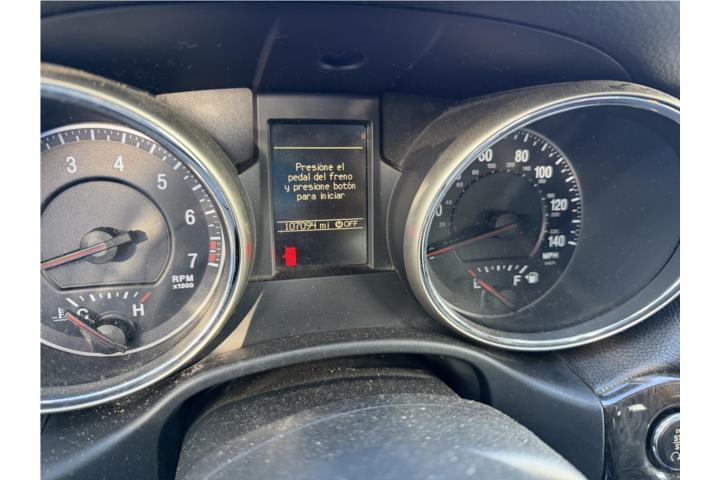 Presione el
pedal del freno
y presione botón
para iniciar
107094 mi OFF
3
4
5
6
7
RPM
x1000
C H
60
80
100
120
140
MPH
E F